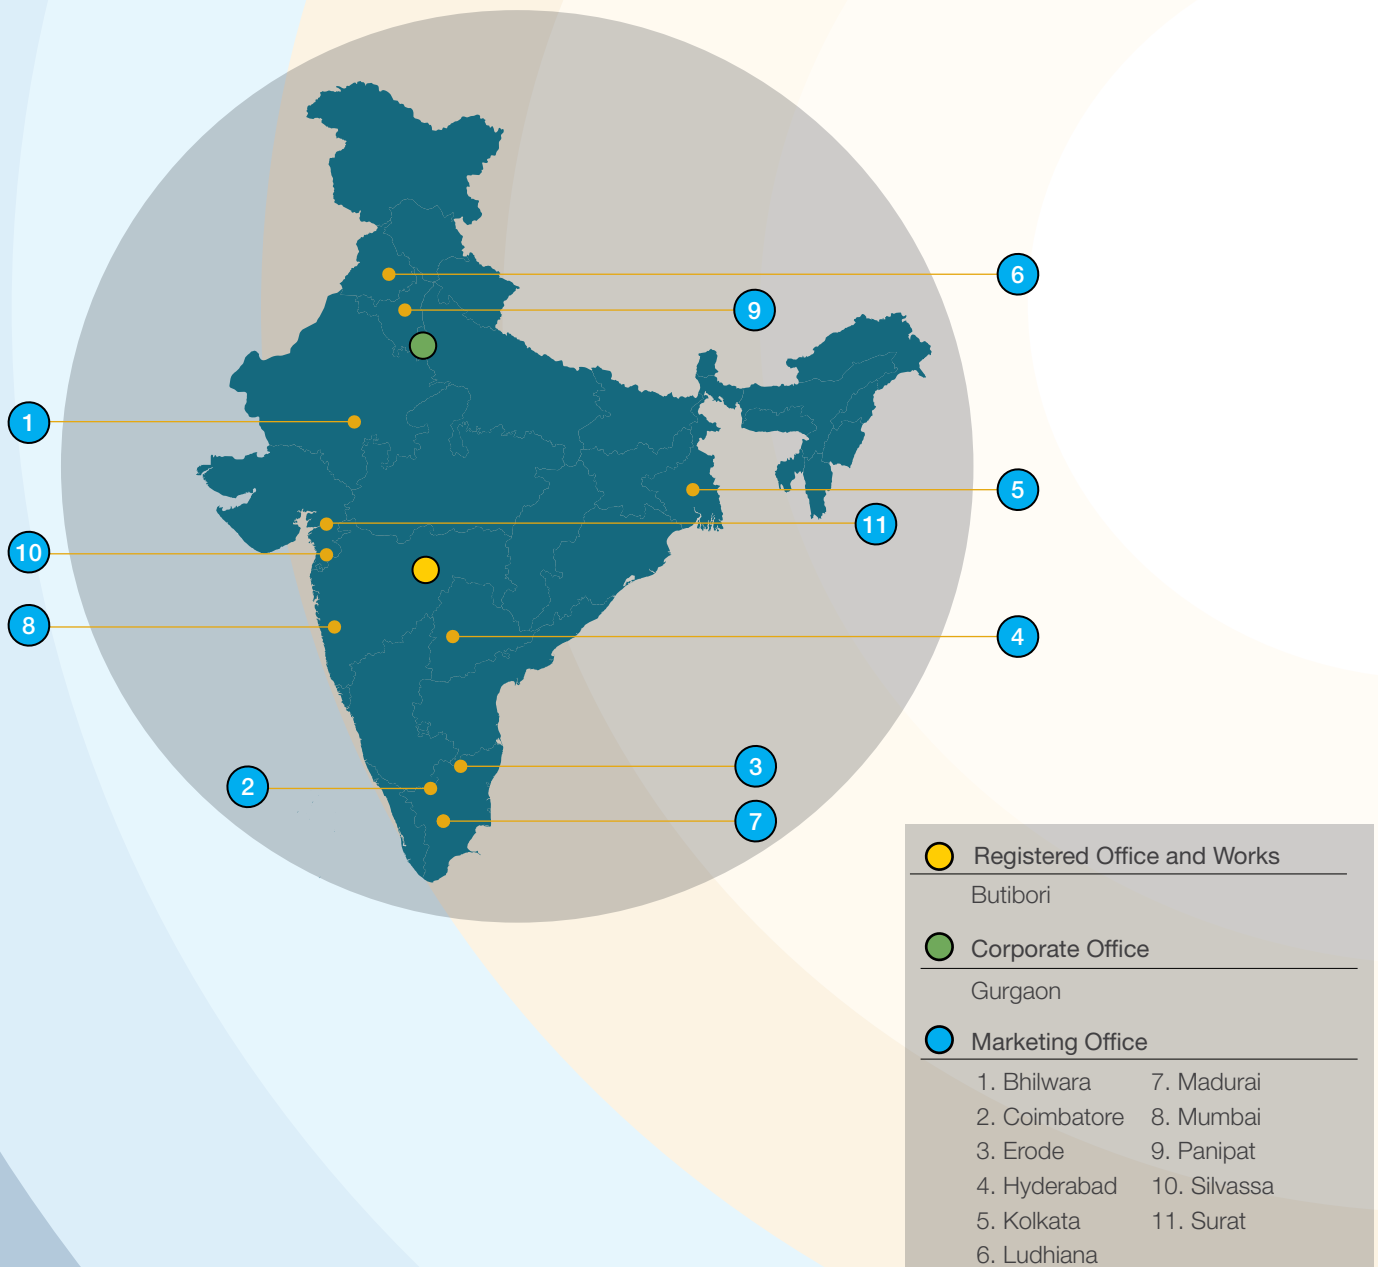 6
9
1
5
11
10
8
4
3
2
7
Registered Office and Works
Butibori
Corporate Office
Gurgaon
Marketing Office
1. Bhilwara
2. Coimbatore
3. Erode
4. Hyderabad
5. Kolkata
6. Ludhiana
7. Madurai
8. Mumbai
9. Panipat
10. Silvassa
11. Surat